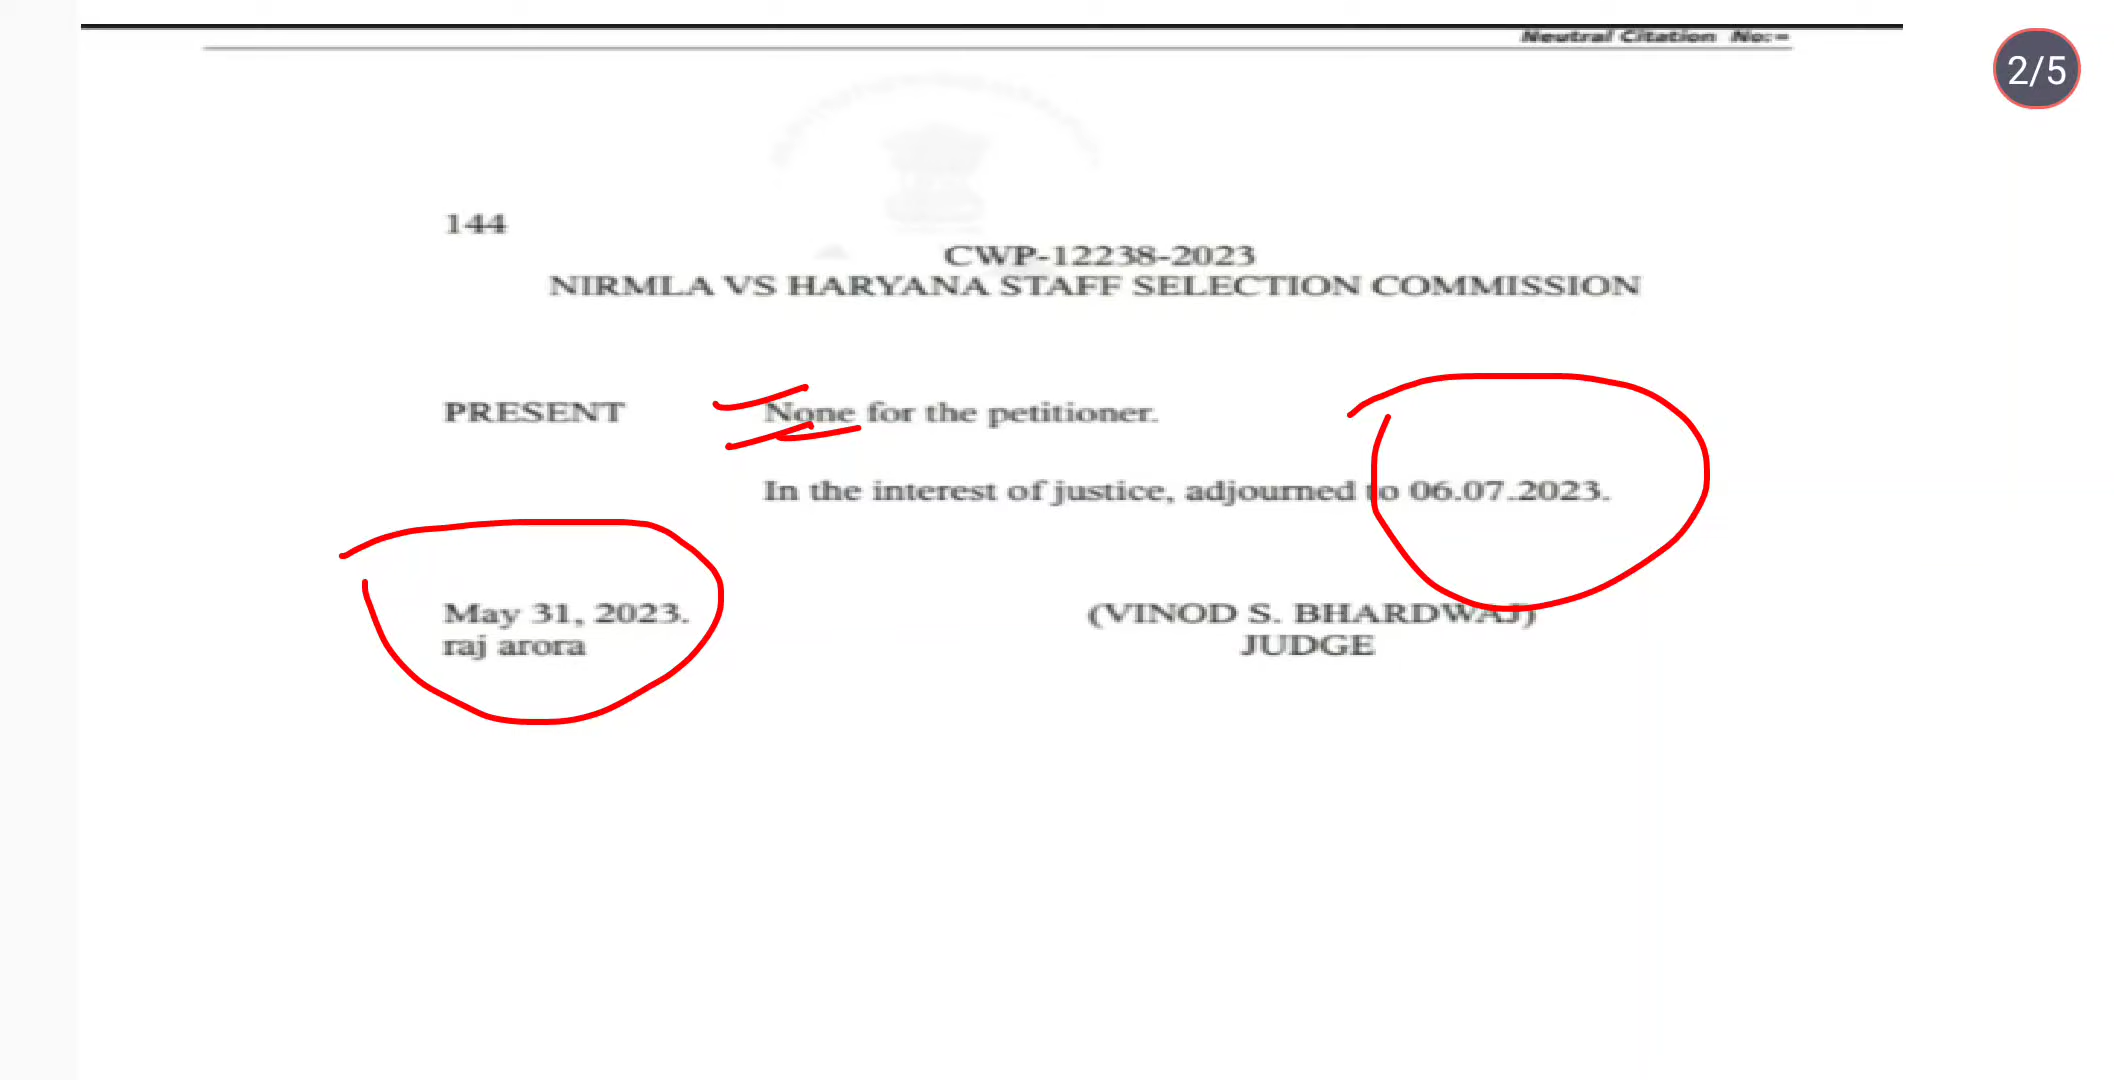 Neutral Citation No:=
2/5
144
CWP-12238-2023
NIRMLA VS HARYANA STAFF SELECTION COMMISSION
PRESENT None for the petitioner.
In the interest of justice, adjourned to 06.07.2023.
May 31, 2023. (VINOD S. BHARDWAJ)
raj arora JUDGE